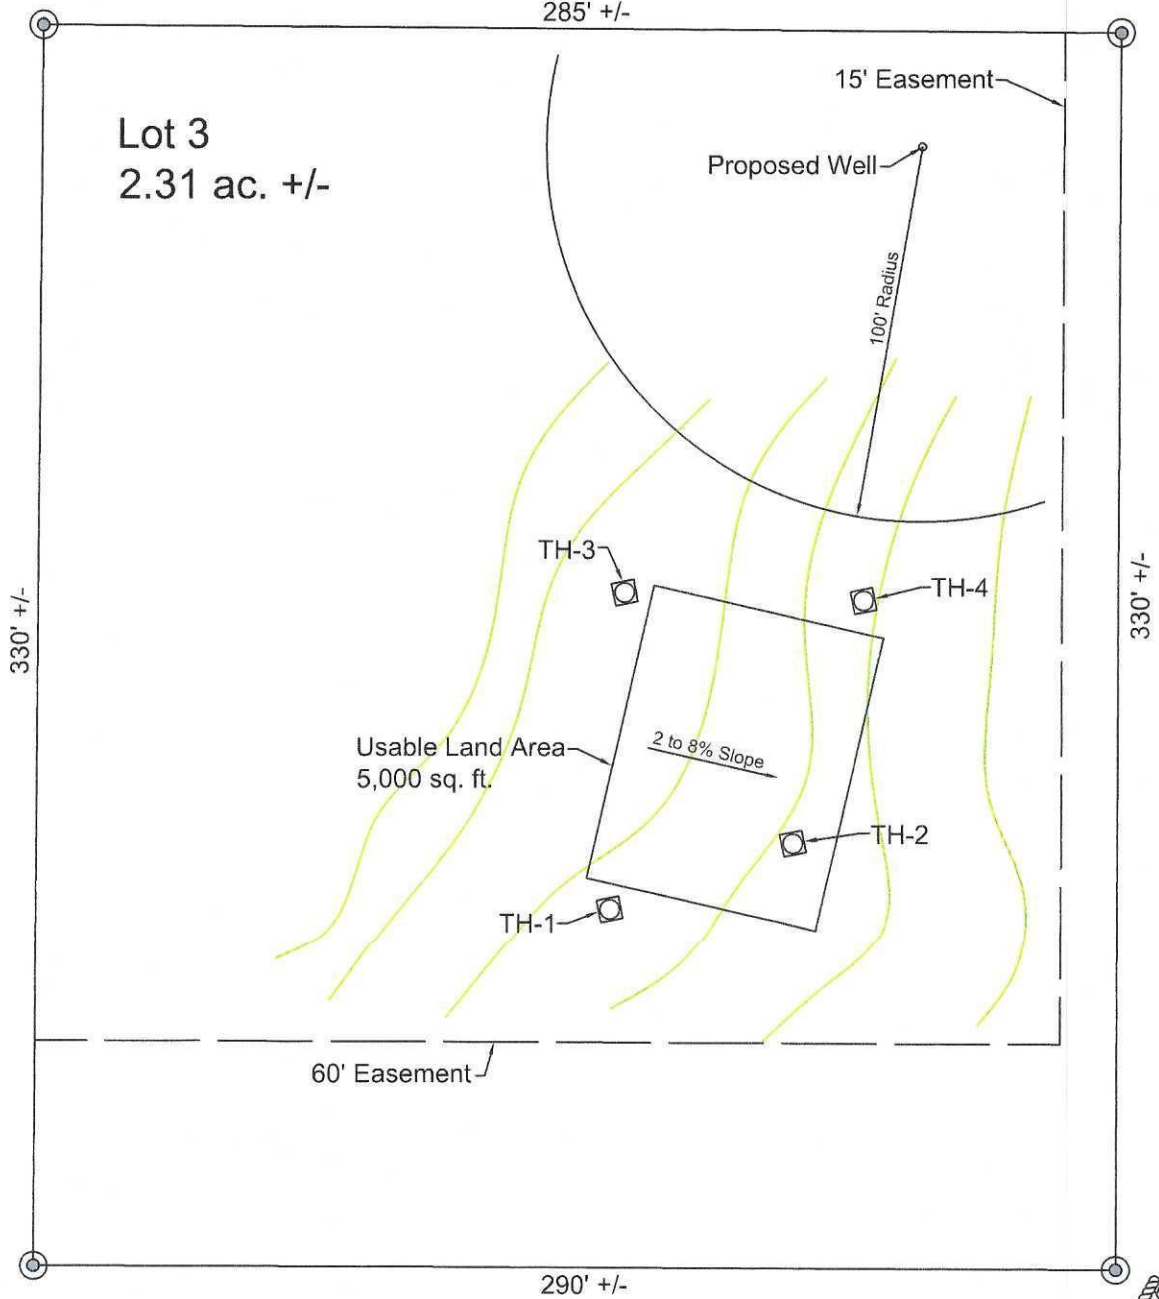 285' +/-
15' Easement
Lot 3
2.31 ac. +/-
Proposed Well
100' Radius
TH-3
TH-4
330' +/-
330' +/-
Usable Land Area
5,000 sq. ft.
2 to 8% Slope
TH-2
TH-1
60' Easement
290' +/-